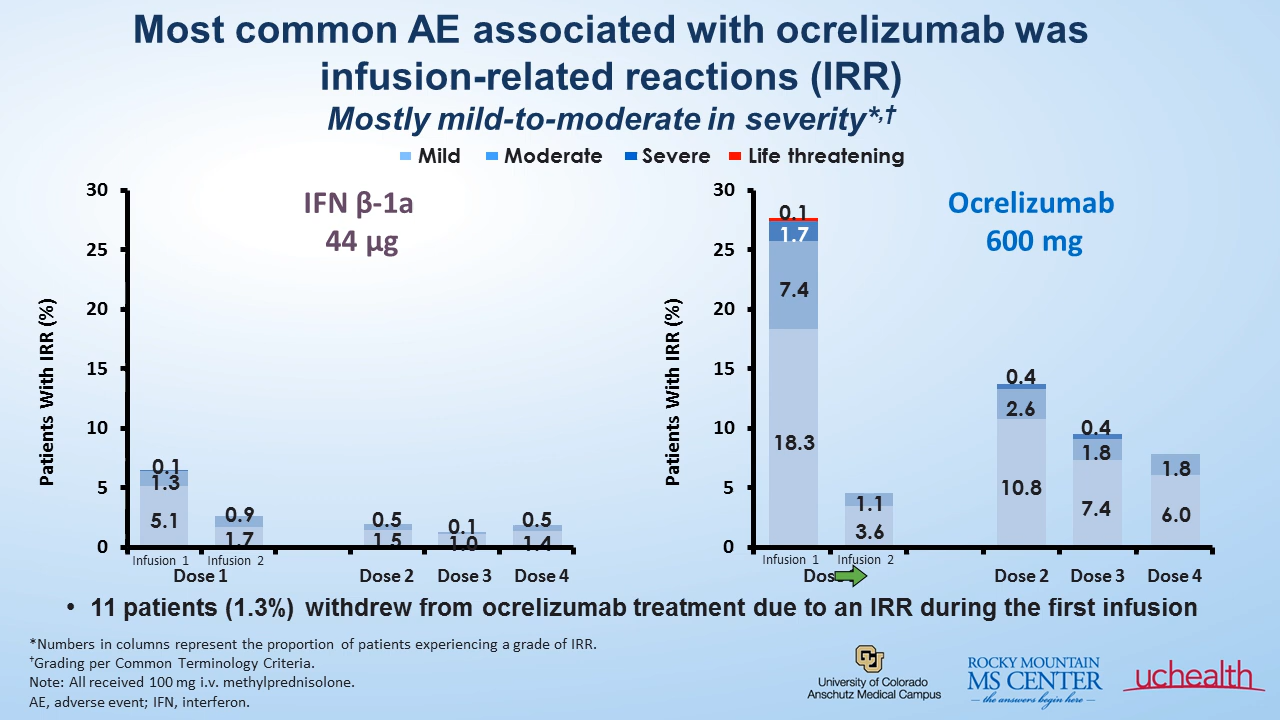 Most common AE associated with ocrelizumab was
infusion-related reactions (IRR)
Mostly mild-to-moderate in severity*,†
Mild Moderate Severe Life threatening
IFN β-1a
44 µg
Patients With IRR (%)
30
25
20
15
10
5
0
0.1
1.3
5.1
0.9
1.7
0.5
1.5
0.1
1.0
0.5
1.4
Infusion 1 Infusion 2
Dose 1 Dose 2 Dose 3 Dose 4
Ocrelizumab
600 mg
Patients With IRR (%)
30
25
20
15
10
5
0
0.1
1.7
7.4
18.3
1.1
3.6
0.4
2.6
10.8
0.4
1.8
7.4
1.8
6.0
Infusion 1 Infusion 2
Dose 2 Dose 3 Dose 4
• 11 patients (1.3%) withdrew from ocrelizumab treatment due to an IRR during the first infusion
*Numbers in columns represent the proportion of patients experiencing a grade of IRR.
†Grading per Common Terminology Criteria.
Note: All received 100 mg i.v. methylprednisolone.
AE, adverse event; IFN, interferon.
CU
University of Colorado
Anschutz Medical Campus
ROCKY MOUNTAIN
MS CENTER
the answers begin here
uchealth